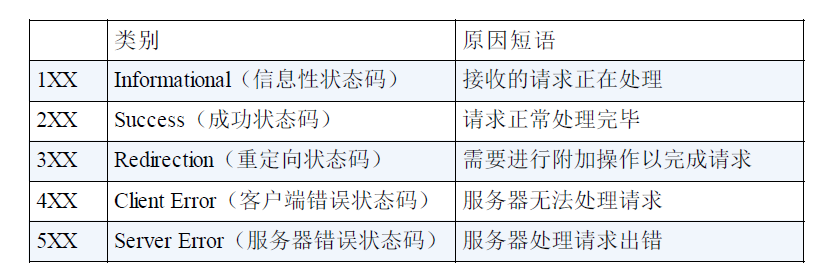 类别 原因短语
1XX Informational（信息性状态码） 接收的请求正在处理
2XX Success（成功状态码） 请求正常处理完毕
3XX Redirection（重定向状态码） 需要进行附加操作以完成请求
4XX Client Error（客户端错误状态码） 服务器无法处理请求
5XX Server Error（服务器错误状态码） 服务器处理请求出错